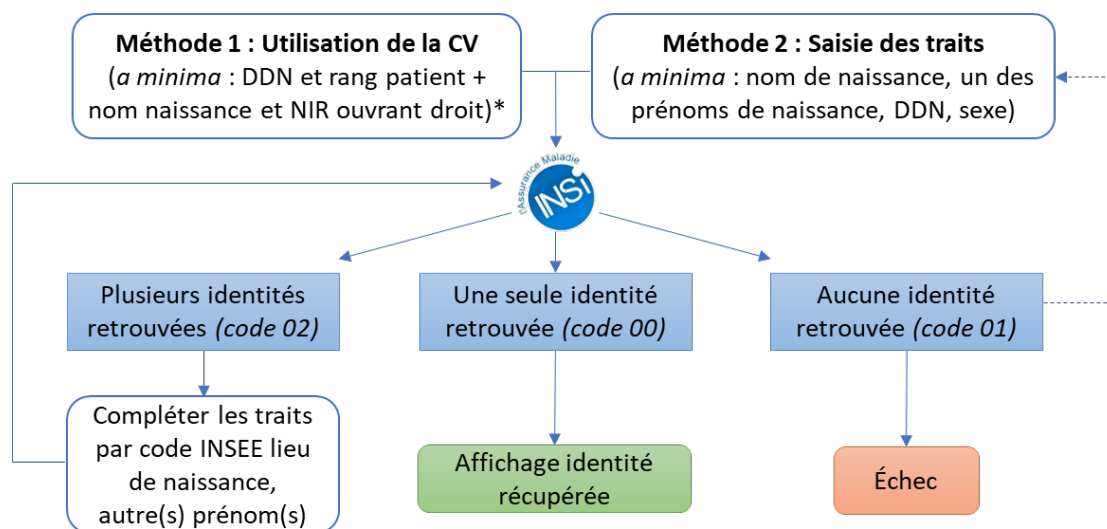 Méthode 1 : Utilisation de la CV
(a minima : DDN et rang patient +
nom naissance et NIR ouvrant droit)*
Méthode 2 : Saisie des traits
(a minima : nom de naissance, un des
prénoms de naissance, DDN, sexe)
l'Assurance Maladie
INSi
Plusieurs identités
retrouvées (code 02)
Une seule identité
retrouvée (code 00)
Aucune identité
retrouvée (code 01)
Compléter les traits
par code INSEE lieu
de naissance,
autre(s) prénom(s)
Affichage identité
récupérée
Échec